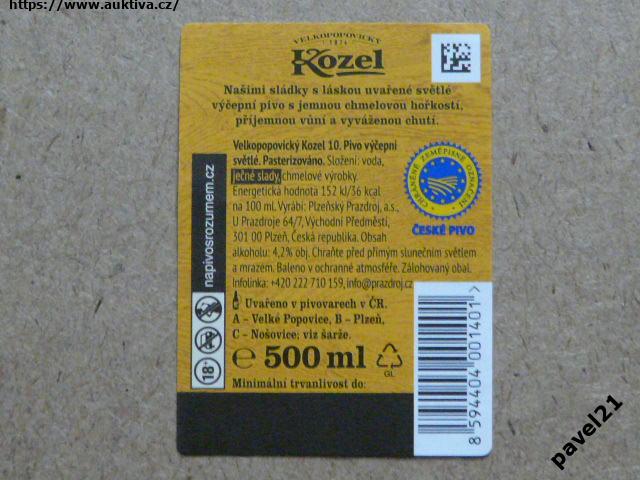 https://www.auktiva.cz/
VELKOPOPOVICKÝ
1874
Kozel
Našimi sládky s láskou uvařené světlé
výčepní pivo s jemnou chmelovou hořkostí,
příjemnou vůní a vyváženou chutí.
Velkopopovický Kozel 10. Pivo výčepní
světlé. Pasterizováno. Složení: voda,
ječné slady, chmelové výrobky.
Energetická hodnota 152 kJ/36 kcal
na 100 ml. Vyrábí: Plzeňský Prazdroj, a.s.,
U Prazdroje 64/7, Východní Předměstí,
301 00 Plzeň, Česká republika. Obsah
alkoholu: 4,2% obj. Chraňte před přímým slunečním světlem
a mrazem. Baleno v ochranné atmosféře. Zálohovaný obal.
Infolinka: +420 222 710 159, info@prazdroj.cz
CHRÁNĚNÉ ZEMĚPISNÉ OZNAČENÍ
ČESKÉ PIVO
napivosrozumem.cz
18+
Uvařeno v pivovarech v ČR.
A – Velké Popovice, B – Plzeň,
C – Nošovice; viz šarže.
e 500 ml
GL
Minimální trvanlivost do:
8 594404 001401 >
pavel21